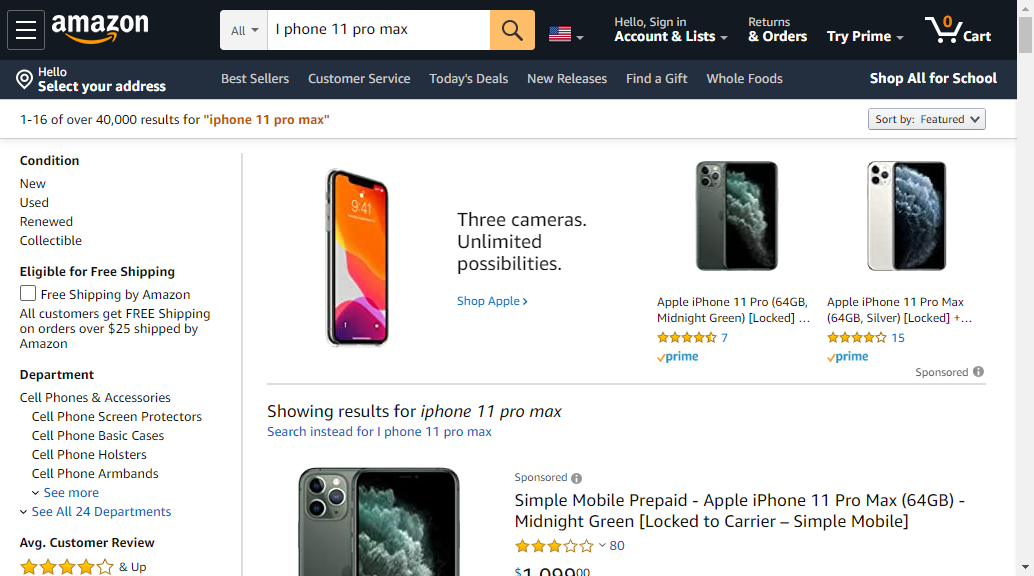 amazon
All
I phone 11 pro max
Hello, Sign in
Account & Lists
Returns
& Orders
Try Prime
0
Cart
Hello
Select your address
Best Sellers
Customer Service
Today's Deals
New Releases
Find a Gift
Whole Foods
Shop All for School
1-16 of over 40,000 results for "iphone 11 pro max"
Sort by: Featured
Condition
New
Used
Renewed
Collectible
Eligible for Free Shipping
Free Shipping by Amazon
All customers get FREE Shipping
on orders over $25 shipped by
Amazon
Department
Cell Phones & Accessories
Cell Phone Screen Protectors
Cell Phone Basic Cases
Cell Phone Holsters
Cell Phone Armbands
See more
See All 24 Departments
Avg. Customer Review
& Up
9:41
Three cameras.
Unlimited
possibilities.
Shop Apple ›
Apple iPhone 11 Pro (64GB,
Midnight Green) [Locked] …
7
prime
Apple iPhone 11 Pro Max
(64GB, Silver) [Locked] +…
15
prime
Sponsored
Showing results for iphone 11 pro max
Search instead for I phone 11 pro max
Sponsored
Simple Mobile Prepaid - Apple iPhone 11 Pro Max (64GB) -
Midnight Green [Locked to Carrier – Simple Mobile]
80
$1,09900